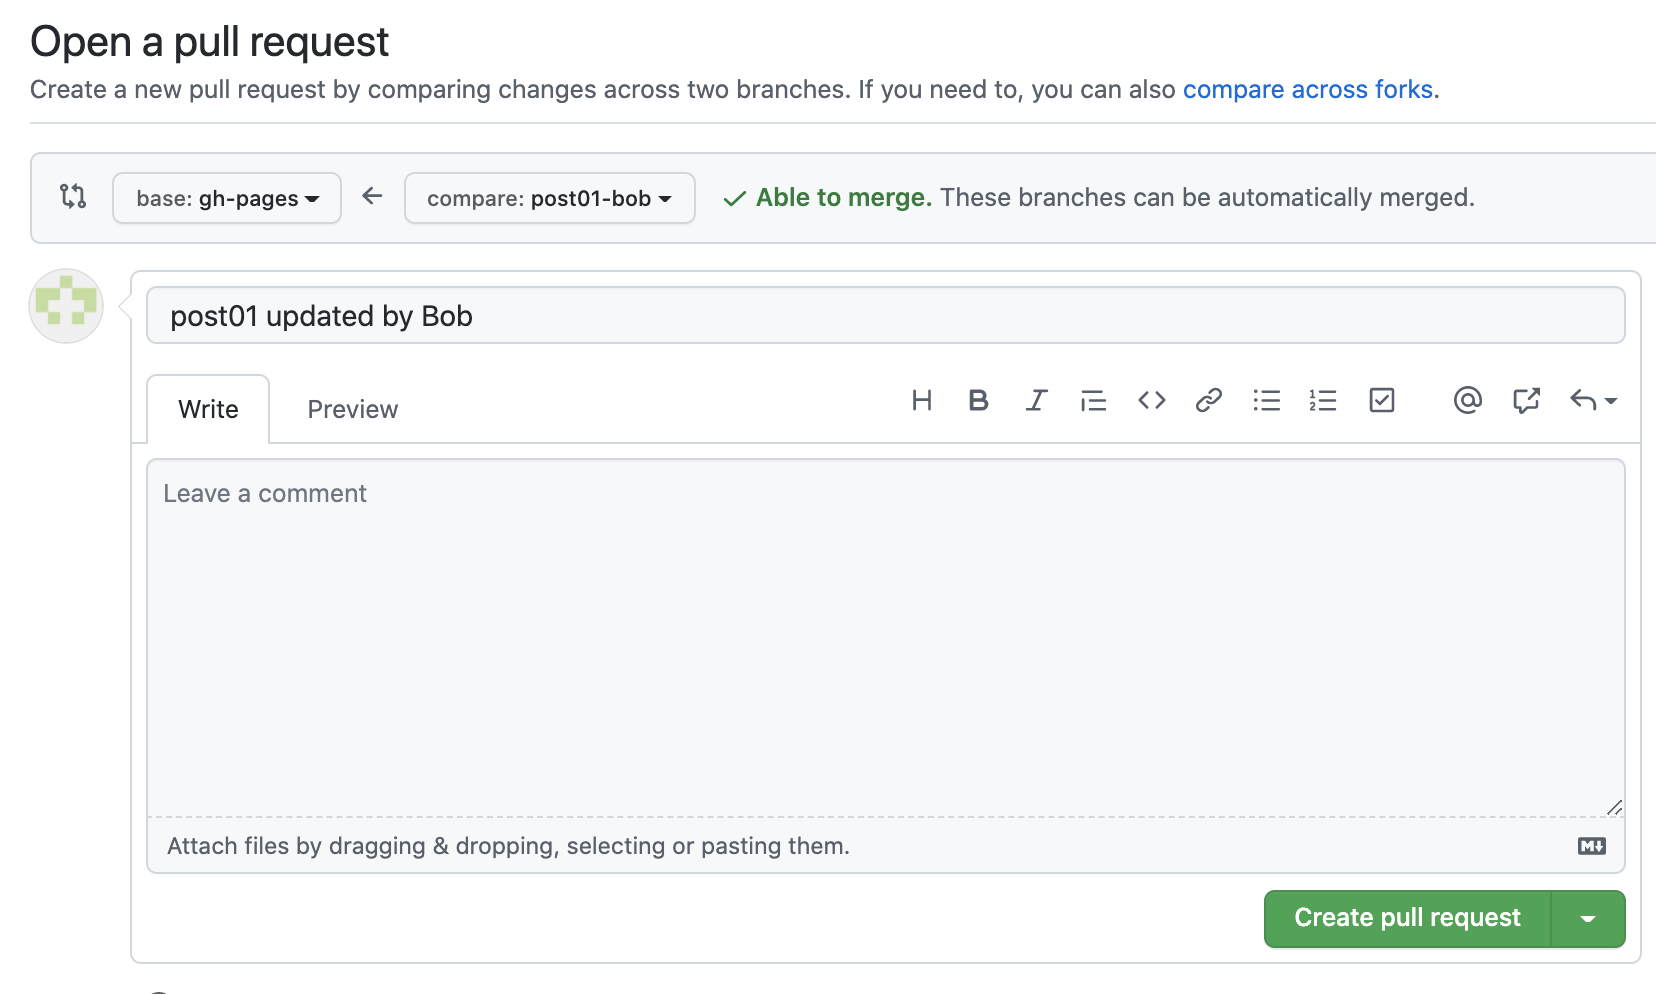 Open a pull request
Create a new pull request by comparing changes across two branches. If you need to, you can also compare across forks.
base: gh-pages
compare: post01-bob
Able to merge. These branches can be automatically merged.
post01 updated by Bob
Write
Preview
Leave a comment
Attach files by dragging & dropping, selecting or pasting them.
Create pull request